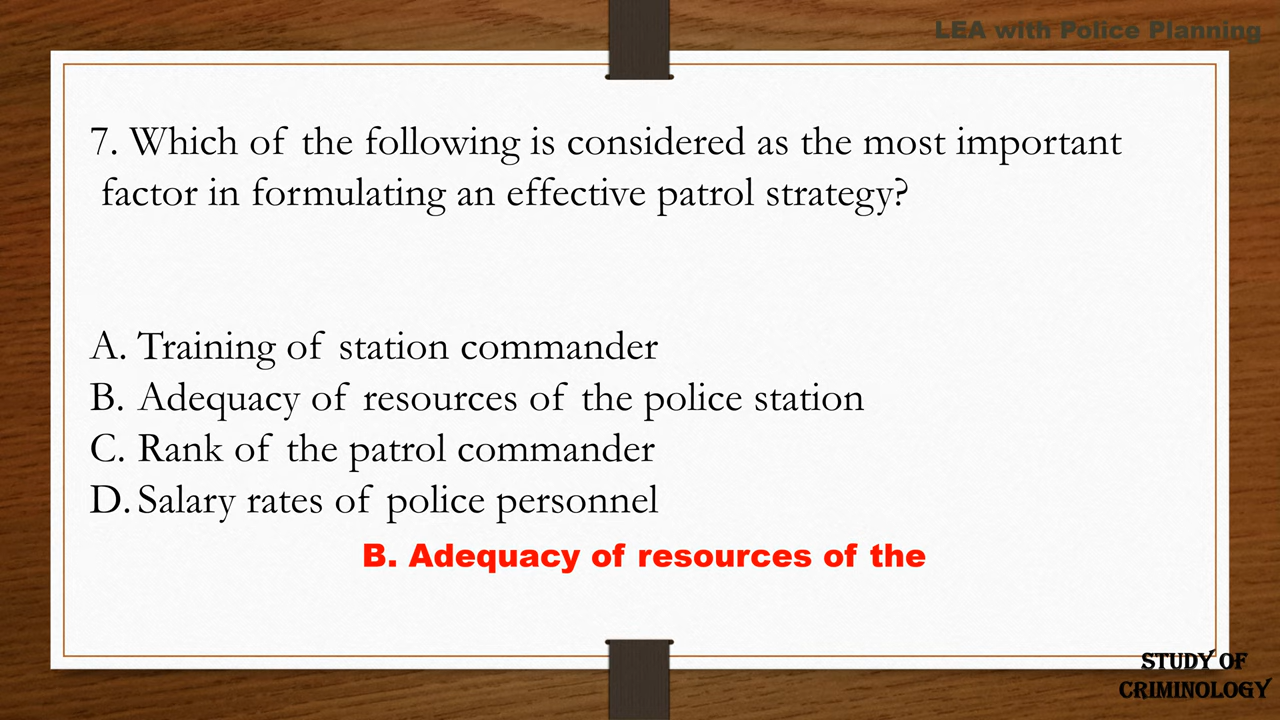 LEA with Police Planning
7. Which of the following is considered as the most important
factor in formulating an effective patrol strategy?
A. Training of station commander
B. Adequacy of resources of the police station
C. Rank of the patrol commander
D. Salary rates of police personnel
B. Adequacy of resources of the
STUDY OF
CRIMINOLOGY